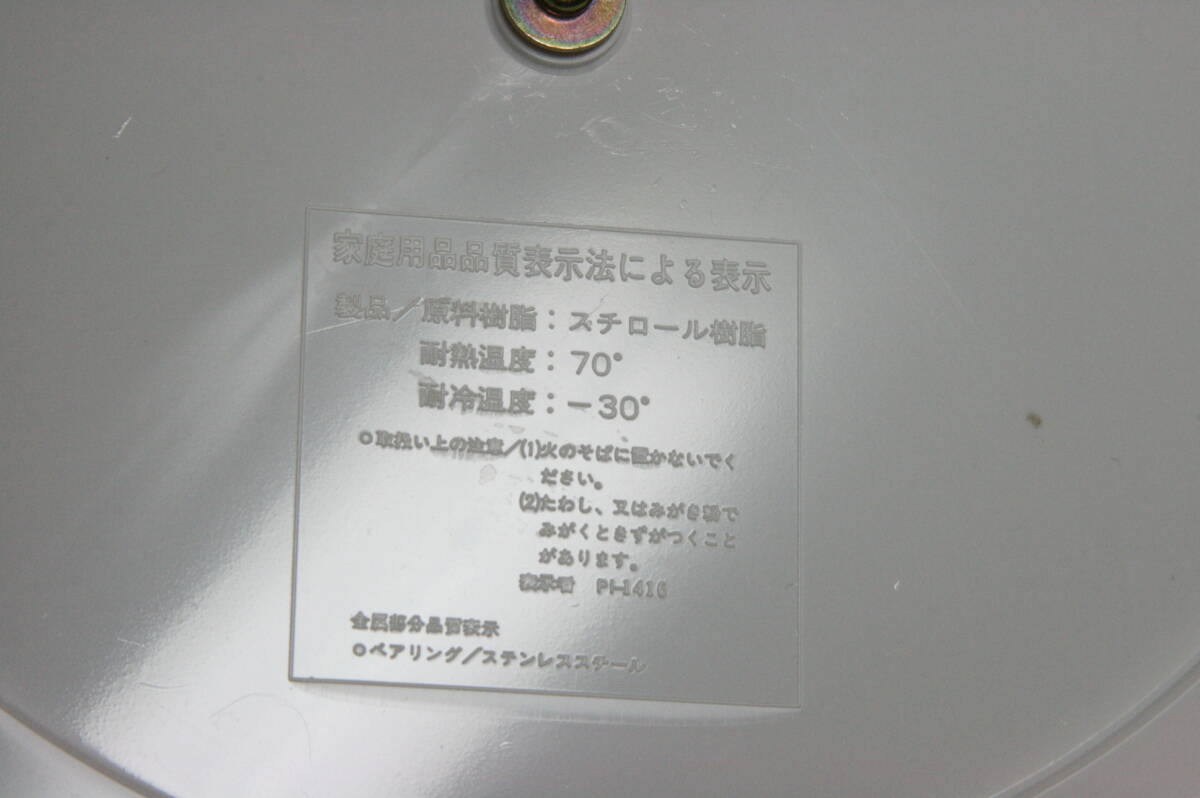 家庭用品品質表示法による表示
製品／原料樹脂：スチロール樹脂
耐熱温度：70°
耐冷温度：－30°
○取扱い上の注意／(1)火のそばに置かないでく
ださい。
(2)たわし、又はみがき粉で
みがくときずがつくこと
があります。
表示者 PH-1416
金属部分品質表示
○ベアリング／ステンレススチール